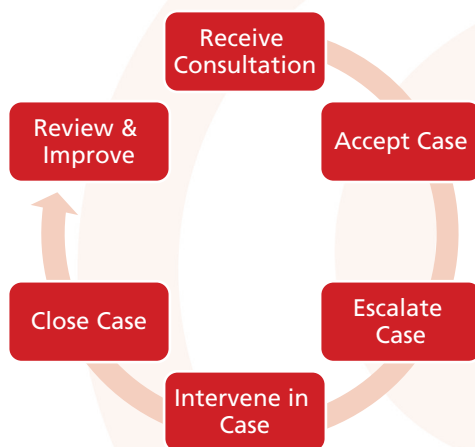 Receive
Consultation
Accept Case
Escalate
Case
Intervene in
Case
Close Case
Review &
Improve